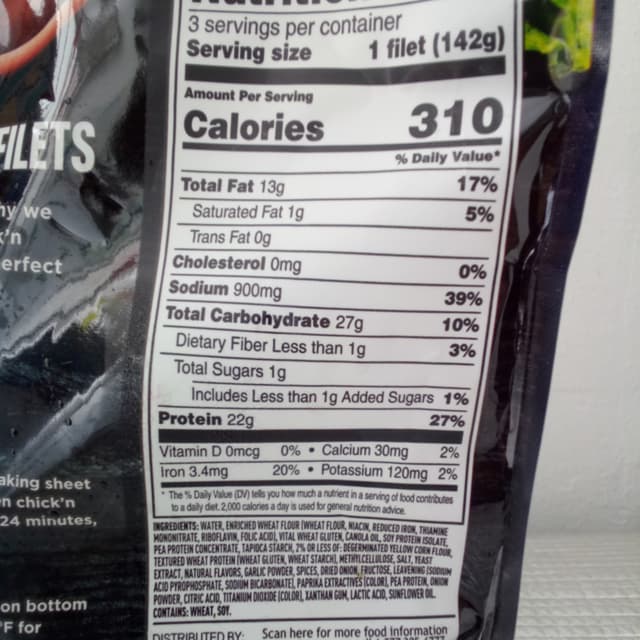 3 servings per container
Serving size 1 filet (142g)
Amount Per Serving
Calories 310
% Daily Value*
Total Fat 13g 17%
Saturated Fat 1g 5%
Trans Fat 0g
Cholesterol 0mg 0%
Sodium 900mg 39%
Total Carbohydrate 27g 10%
Dietary Fiber Less than 1g 3%
Total Sugars 1g
Includes Less than 1g Added Sugars 1%
Protein 22g 27%
Vitamin D 0mcg 0% • Calcium 30mg 2%
Iron 3.4mg 20% • Potassium 120mg 2%
* The % Daily Value (DV) tells you how much a nutrient in a serving of food contributes
to a daily diet. 2,000 calories a day is used for general nutrition advice.
INGREDIENTS: WATER, ENRICHED WHEAT FLOUR (WHEAT FLOUR, NIACIN, REDUCED IRON, THIAMINE
MONONITRATE, RIBOFLAVIN, FOLIC ACID), VITAL WHEAT GLUTEN, CANOLA OIL, SOY PROTEIN ISOLATE,
PEA PROTEIN CONCENTRATE, TAPIOCA STARCH, 2% OR LESS OF: DEGERMINATED YELLOW CORN FLOUR,
TEXTURED WHEAT PROTEIN (WHEAT GLUTEN, WHEAT STARCH), METHYLCELLULOSE, SALT, YEAST
EXTRACT, NATURAL FLAVORS, GARLIC POWDER, SPICES, DRIED ONION, FRUCTOSE, LEAVENING (SODIUM
ACID PYROPHOSPHATE, SODIUM BICARBONATE), PAPRIKA EXTRACTIVES (COLOR), PEA PROTEIN, ONION
POWDER, CITRIC ACID, TITANIUM DIOXIDE (COLOR), XANTHAN GUM, LACTIC ACID, SUNFLOWER OIL.
CONTAINS: WHEAT, SOY.
DISTRIBUTED BY: Scan here for more food Information
FILETS
hy we
k'n
erfect
aking sheet
n chick'n
24 minutes,
on bottom
°F for